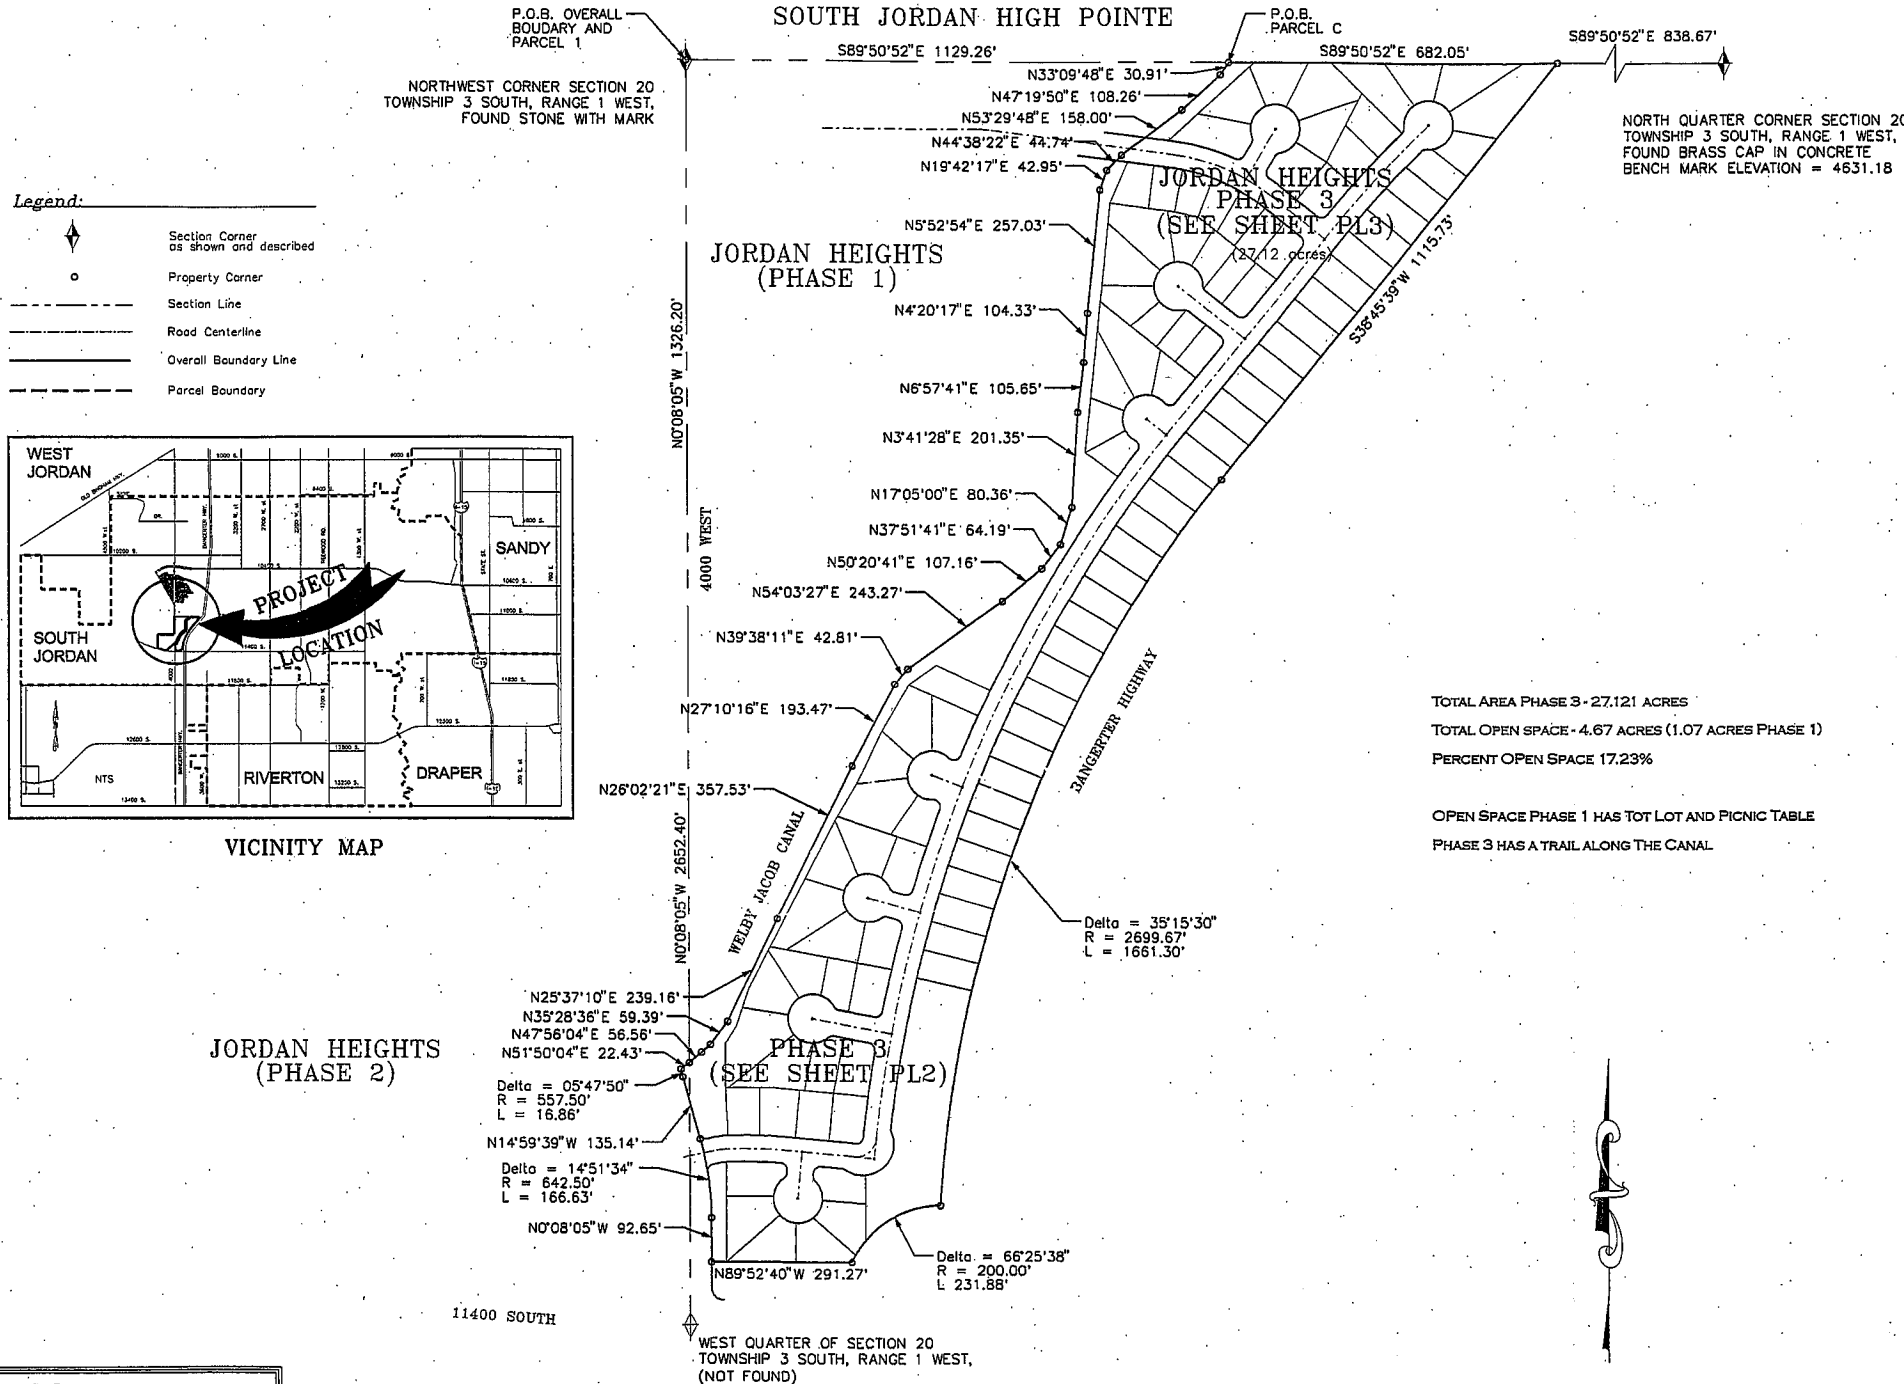 P.O.B. OVERALL
BOUDARY AND
PARCEL 1
SOUTH JORDAN HIGH POINTE
P.O.B.
PARCEL C
S89°50'52"E 1129.26'
S89°50'52"E 682.05'
S89°50'52"E 838.67'
NORTHWEST CORNER SECTION 20
TOWNSHIP 3 SOUTH, RANGE 1 WEST,
FOUND STONE WITH MARK
NORTH QUARTER CORNER SECTION 20
TOWNSHIP 3 SOUTH, RANGE 1 WEST,
FOUND BRASS CAP IN CONCRETE
BENCH MARK ELEVATION = 4631.18
N33°09'48"E 30.91'
N47°19'50"E 108.26'
N53°29'48"E 158.00'
N44°38'22"E 44.74'
N19°42'17"E 42.95'
N5°52'54"E 257.03'
JORDAN HEIGHTS
PHASE 3
(SEE SHEET PL3)
(27.12 acres)
S38°45'39"W 1115.73'
Legend:
Section Corner
as shown and described
Property Corner
Section Line
Road Centerline
Overall Boundary Line
Parcel Boundary
JORDAN HEIGHTS
(PHASE 1)
N4°20'17"E 104.33'
N0°08'05"W 1326.20'
N6°57'41"E 105.65'
N3°41'28"E 201.35'
N17°05'00"E 80.36'
N37°51'41"E 64.19'
N50°20'41"E 107.16'
4000 WEST
N54°03'27"E 243.27'
N39°38'11"E 42.81'
N27°10'16"E 193.47'
N26°02'21"E 357.53'
BANGERTER HIGHWAY
WEST
JORDAN
OLD BINGHAM HWY.
9000 S.
BANGERTER HWY.
REDWOOD RD.
STATE ST.
SANDY
10200 S.
PROJECT
LOCATION
SOUTH
JORDAN
11400 S.
11800 S.
12300 S.
12600 S.
NTS
RIVERTON
DRAPER
13400 S.
VICINITY MAP
TOTAL AREA PHASE 3 - 27.121 ACRES
TOTAL OPEN SPACE - 4.67 ACRES (1.07 ACRES PHASE 1)
PERCENT OPEN SPACE 17.23%
OPEN SPACE PHASE 1 HAS TOT LOT AND PICNIC TABLE
PHASE 3 HAS A TRAIL ALONG THE CANAL
N0°08'05"W 2652.40'
WELBY JACOB CANAL
Delta = 35°15'30"
R = 2699.67'
L = 1661.30'
N25°37'10"E 239.16'
N35°28'36"E 59.39'
N47°56'04"E 56.56'
N51°50'04"E 22.43'
JORDAN HEIGHTS
(PHASE 2)
PHASE 3
(SEE SHEET PL2)
Delta = 05°47'50"
R = 557.50'
L = 16.86'
N14°59'39"W 135.14'
Delta = 14°51'34"
R = 642.50'
L = 166.63'
N0°08'05"W 92.65'
N89°52'40"W 291.27'
Delta = 66°25'38"
R = 200.00'
L 231.88'
11400 SOUTH
WEST QUARTER OF SECTION 20
TOWNSHIP 3 SOUTH, RANGE 1 WEST,
(NOT FOUND)